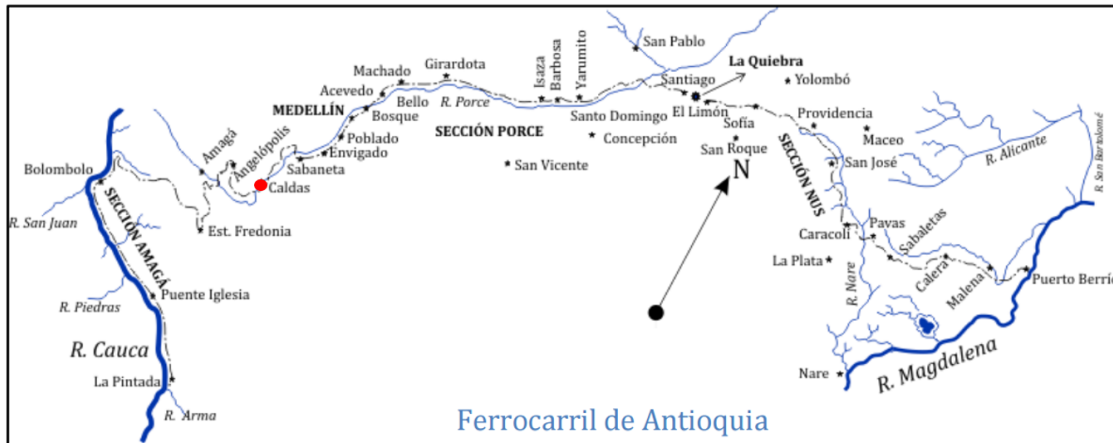 San Pablo
La Quiebra
Girardota
Machado
Isaza
Barbosa
Yarumito
Santiago
Yolombó
Acevedo
R. Porce
Bello
MEDELLÍN
Bosque
El Limón
Santo Domingo
Sofía
Providencia
SECCIÓN PORCE
Poblado
Concepción
Maceo
Amagá
Angelópolis
Envigado
San Roque
R. Alicante
R. San Bartolomé
Bolombolo
Sabaneta
San Vicente
N
San José
Caldas
SECCIÓN NUS
R. San Juan
SECCIÓN AMAGÁ
Est. Fredonia
Caracolí
Pavas
Sabaletas
La Plata
Calera
Malena
Puerto Berrío
R. Nare
Puente Iglesia
R. Piedras
R. Cauca
R. Magdalena
Nare
La Pintada
R. Arma
Ferrocarril de Antioquia